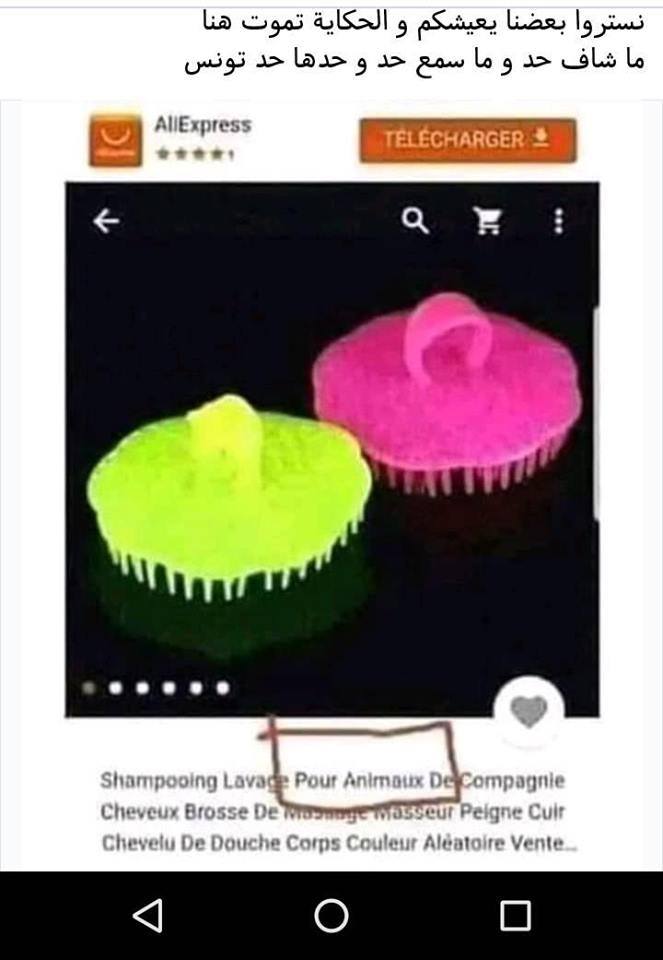 نستروا بعضنا يعيشكم و الحكاية تموت هنا
ما شاف حد و ما سمع حد و حدها حد تونس
AliExpress
TÉLÉCHARGER
Shampooing Lavage Pour Animaux De Compagnie
Cheveux Brosse De Massage Masseur Peigne Cuir
Chevelu De Douche Corps Couleur Aléatoire Vente...